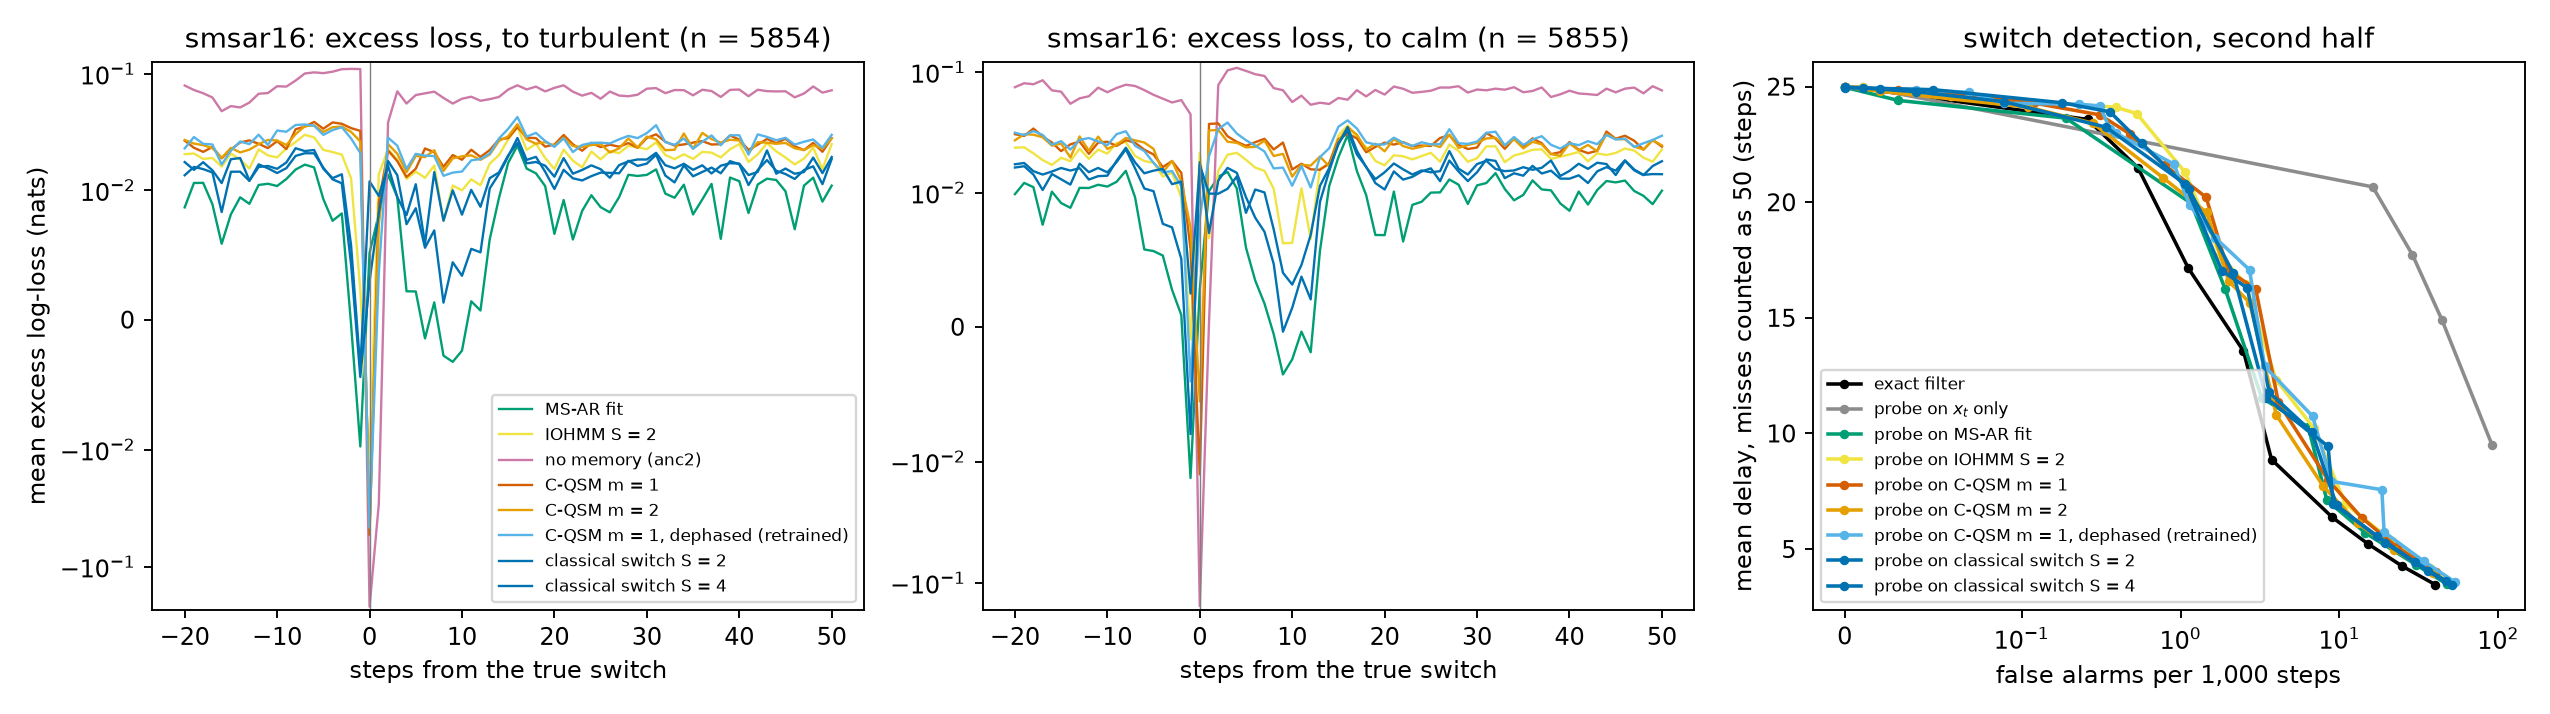 smsar16: excess loss, to turbulent (n = 5854)
mean excess log-loss (nats)
10⁻¹
10⁻²
0
−10⁻²
−10⁻¹
MS-AR fit
IOHMM S = 2
no memory (anc2)
C-QSM m = 1
C-QSM m = 2
C-QSM m = 1, dephased (retrained)
classical switch S = 2
classical switch S = 4
−20 −10 0 10 20 30 40 50
steps from the true switch
smsar16: excess loss, to calm (n = 5855)
10⁻¹
10⁻²
0
−10⁻²
−10⁻¹
−20 −10 0 10 20 30 40 50
steps from the true switch
switch detection, second half
mean delay, misses counted as 50 (steps)
25
20
15
10
5
exact filter
probe on xₜ only
probe on MS-AR fit
probe on IOHMM S = 2
probe on C-QSM m = 1
probe on C-QSM m = 2
probe on C-QSM m = 1, dephased (retrained)
probe on classical switch S = 2
probe on classical switch S = 4
0 10⁻¹ 10⁰ 10¹ 10²
false alarms per 1,000 steps